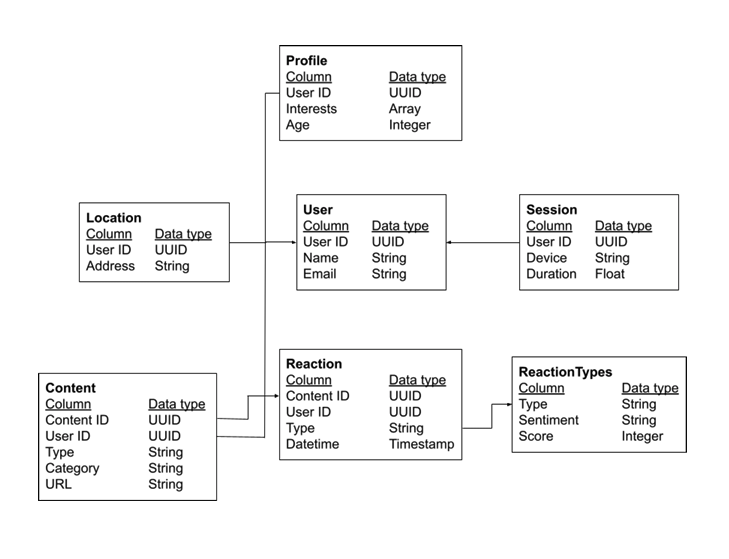 Profile
Column Data type
User ID UUID
Interests Array
Age Integer
Location
Column Data type
User ID UUID
Address String
User
Column Data type
User ID UUID
Name String
Email String
Session
Column Data type
User ID UUID
Device String
Duration Float
Content
Column Data type
Content ID UUID
User ID UUID
Type String
Category String
URL String
Reaction
Column Data type
Content ID UUID
User ID UUID
Type String
Datetime Timestamp
ReactionTypes
Column Data type
Type String
Sentiment String
Score Integer